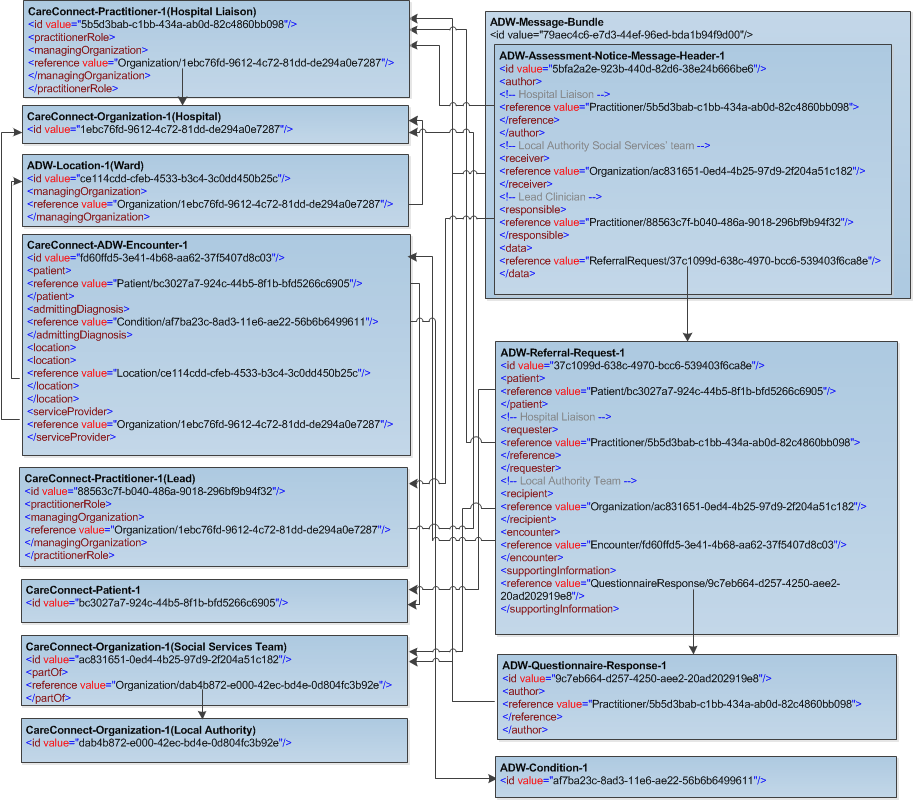 CareConnect-Practitioner-1(Hospital Liaison)
<id value="5b5d3bab-c1bb-434a-ab0d-82c4860bb098"/>
<practitionerRole>
<managingOrganization>
<reference value="Organization/1ebc76fd-9612-4c72-81dd-de294a0e7287"/>
</managingOrganization>
</practitionerRole>
CareConnect-Organization-1(Hospital)
<id value="1ebc76fd-9612-4c72-81dd-de294a0e7287"/>
ADW-Location-1(Ward)
<id value="ce114cdd-cfeb-4533-b3c4-3c0dd450b25c"/>
<managingOrganization>
<reference value="Organization/1ebc76fd-9612-4c72-81dd-de294a0e7287"/>
</managingOrganization>
CareConnect-ADW-Encounter-1
<id value="fd60ffd5-3e41-4b68-aa62-37f5407d8c03"/>
<patient>
<reference value="Patient/bc3027a7-924c-44b5-8f1b-bfd5266c6905"/>
</patient>
<admittingDiagnosis>
<reference value="Condition/af7ba23c-8ad3-11e6-ae22-56b6b6499611"/>
</admittingDiagnosis>
<location>
<location>
<reference value="Location/ce114cdd-cfeb-4533-b3c4-3c0dd450b25c"/>
</location>
</location>
<serviceProvider>
<reference value="Organization/1ebc76fd-9612-4c72-81dd-de294a0e7287"/>
</serviceProvider>
CareConnect-Practitioner-1(Lead)
<id value="88563c7f-b040-486a-9018-296bf9b94f32"/>
<practitionerRole>
<managingOrganization>
<reference value="Organization/1ebc76fd-9612-4c72-81dd-de294a0e7287"/>
</managingOrganization>
</practitionerRole>
CareConnect-Patient-1
<id value="bc3027a7-924c-44b5-8f1b-bfd5266c6905"/>
CareConnect-Organization-1(Social Services Team)
<id value="ac831651-0ed4-4b25-97d9-2f204a51c182"/>
<partOf>
<reference value="Organization/dab4b872-e000-42ec-bd4e-0d804fc3b92e"/>
</partOf>
CareConnect-Organization-1(Local Authority)
<id value="dab4b872-e000-42ec-bd4e-0d804fc3b92e"/>
ADW-Message-Bundle
<id value="79aec4c6-e7d3-44ef-96ed-bda1b94f9d00"/>
ADW-Assessment-Notice-Message-Header-1
<id value="5bfa2a2e-923b-440d-82d6-38e24b666be6"/>
<author>
<!-- Hospital Liaison -->
<reference value="Practitioner/5b5d3bab-c1bb-434a-ab0d-82c4860bb098">
</reference>
</author>
<!-- Local Authority Social Services' team -->
<receiver>
<reference value="Organization/ac831651-0ed4-4b25-97d9-2f204a51c182"/>
</receiver>
<!-- Lead Clinician -->
<responsible>
<reference value="Practitioner/88563c7f-b040-486a-9018-296bf9b94f32"/>
</responsible>
<data>
<reference value="ReferralRequest/37c1099d-638c-4970-bcc6-539403f6ca8e"/>
</data>
ADW-Referral-Request-1
<id value="37c1099d-638c-4970-bcc6-539403f6ca8e"/>
<patient>
<reference value="Patient/bc3027a7-924c-44b5-8f1b-bfd5266c6905"/>
</patient>
<!-- Hospital Liaison -->
<requester>
<reference value="Practitioner/5b5d3bab-c1bb-434a-ab0d-82c4860bb098">
</reference>
</requester>
<!-- Local Authority Team -->
<recipient>
<reference value="Organization/ac831651-0ed4-4b25-97d9-2f204a51c182"/>
</recipient>
<encounter>
<reference value="Encounter/fd60ffd5-3e41-4b68-aa62-37f5407d8c03"/>
</encounter>
<supportingInformation>
<reference value="QuestionnaireResponse/9c7eb664-d257-4250-aee2-
20ad202919e8"/>
</supportingInformation>
ADW-Questionnaire-Response-1
<id value="9c7eb664-d257-4250-aee2-20ad202919e8"/>
<author>
<reference value="Practitioner/5b5d3bab-c1bb-434a-ab0d-82c4860bb098">
</reference>
</author>
ADW-Condition-1
<id value="af7ba23c-8ad3-11e6-ae22-56b6b6499611"/>